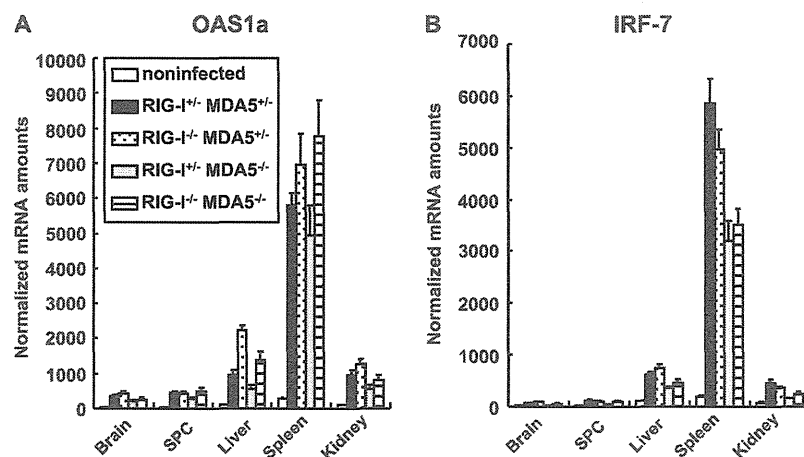 A
OAS1a
Normalized mRNA amounts
10000
9000
8000
7000
6000
5000
4000
3000
2000
1000
0
noninfected
RIG-I+/- MDA5+/-
RIG-I-/- MDA5+/-
RIG-I+/- MDA5-/-
RIG-I-/- MDA5-/-
Brain
SPC
Liver
Spleen
Kidney
B
IRF-7
Normalized mRNA amounts
7000
6000
5000
4000
3000
2000
1000
0
Brain
SPC
Liver
Spleen
Kidney